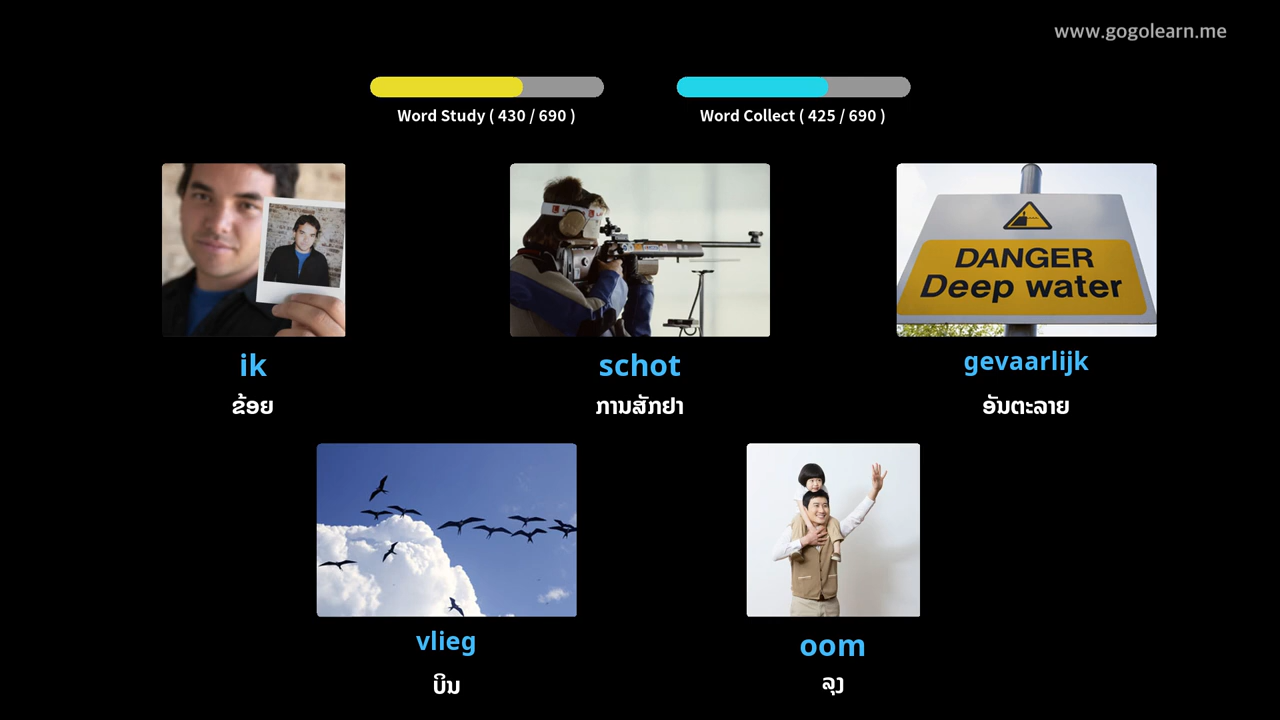 www.gogolearn.me
Word Study ( 430 / 690 )
Word Collect ( 425 / 690 )
DANGER
Deep water
ik
schot
gevaarlijk
ຂ້ອຍ
ການສັກຢາ
ອັນຕະລາຍ
vlieg
oom
ບິນ
ລຸງ